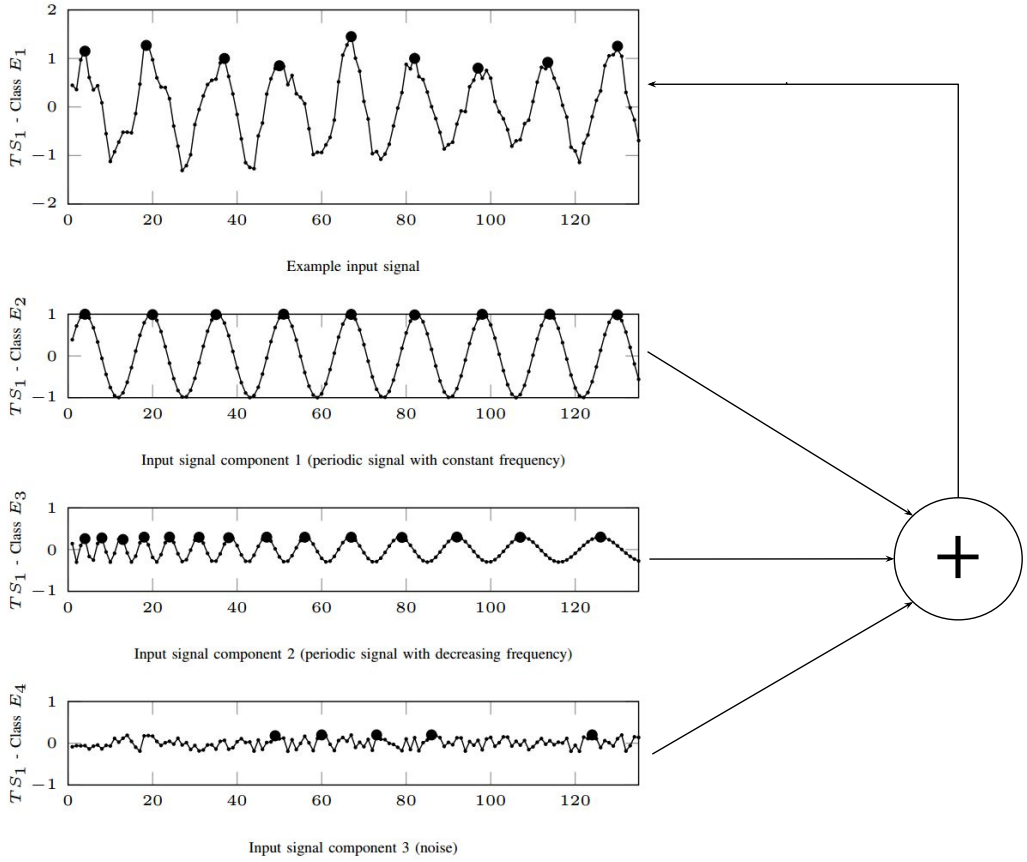 2
1
0
−1
−2
TS1 - Class E1
0 20 40 60 80 100 120
Example input signal
1
0
−1
TS1 - Class E2
0 20 40 60 80 100 120
Input signal component 1 (periodic signal with constant frequency)
1
0
−1
TS1 - Class E3
0 20 40 60 80 100 120
Input signal component 2 (periodic signal with decreasing frequency)
1
0
−1
TS1 - Class E4
0 20 40 60 80 100 120
Input signal component 3 (noise)
+